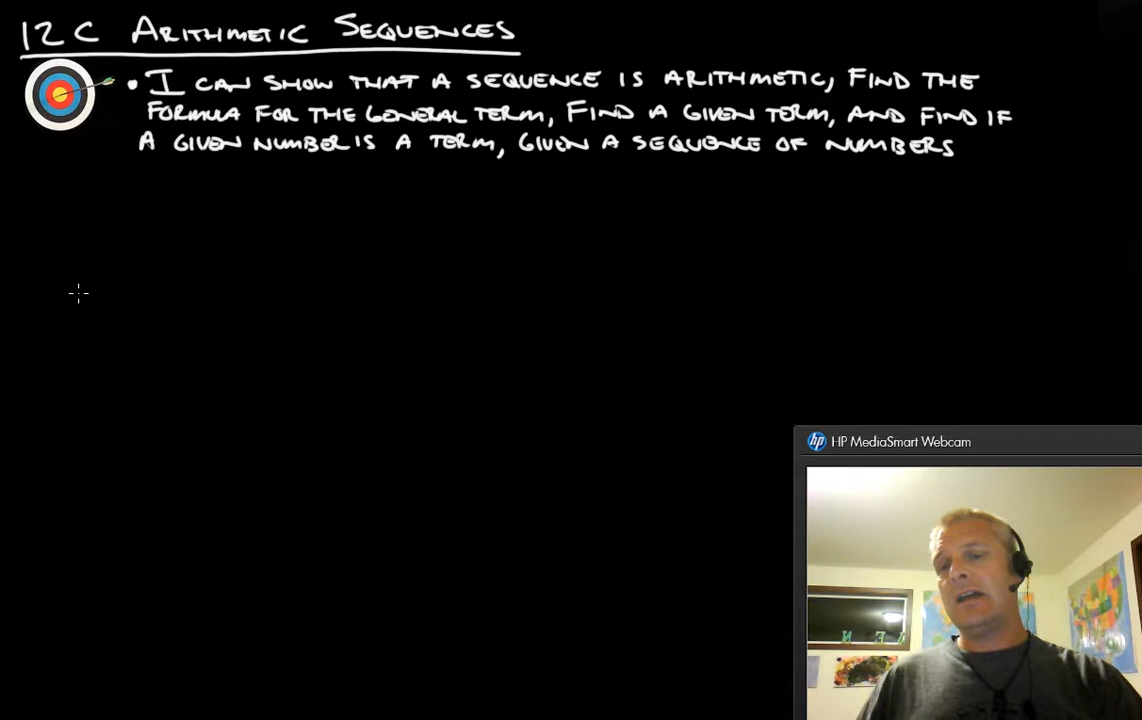 12C ARITHMETIC SEQUENCES
• I CAN SHOW THAT A SEQUENCE IS ARITHMETIC, FIND THE
FORMULA FOR THE GENERAL TERM, FIND A GIVEN TERM, AND FIND IF
A GIVEN NUMBER IS A TERM, GIVEN A SEQUENCE OF NUMBERS
hp HP MediaSmart Webcam